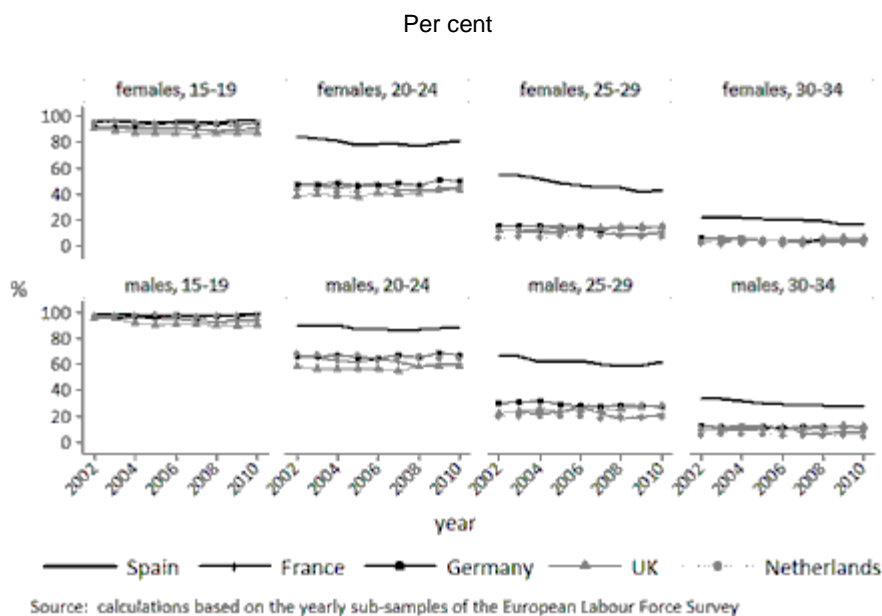 Per cent
females, 15-19 females, 20-24 females, 25-29 females, 30-34
100
80
60
40
20
0
%
males, 15-19 males, 20-24 males, 25-29 males, 30-34
100
80
60
40
20
0
2002 2004 2006 2008 2010 2002 2004 2006 2008 2010 2002 2004 2006 2008 2010 2002 2004 2006 2008 2010
year
Spain France Germany UK Netherlands
Source: calculations based on the yearly sub-samples of the European Labour Force Survey